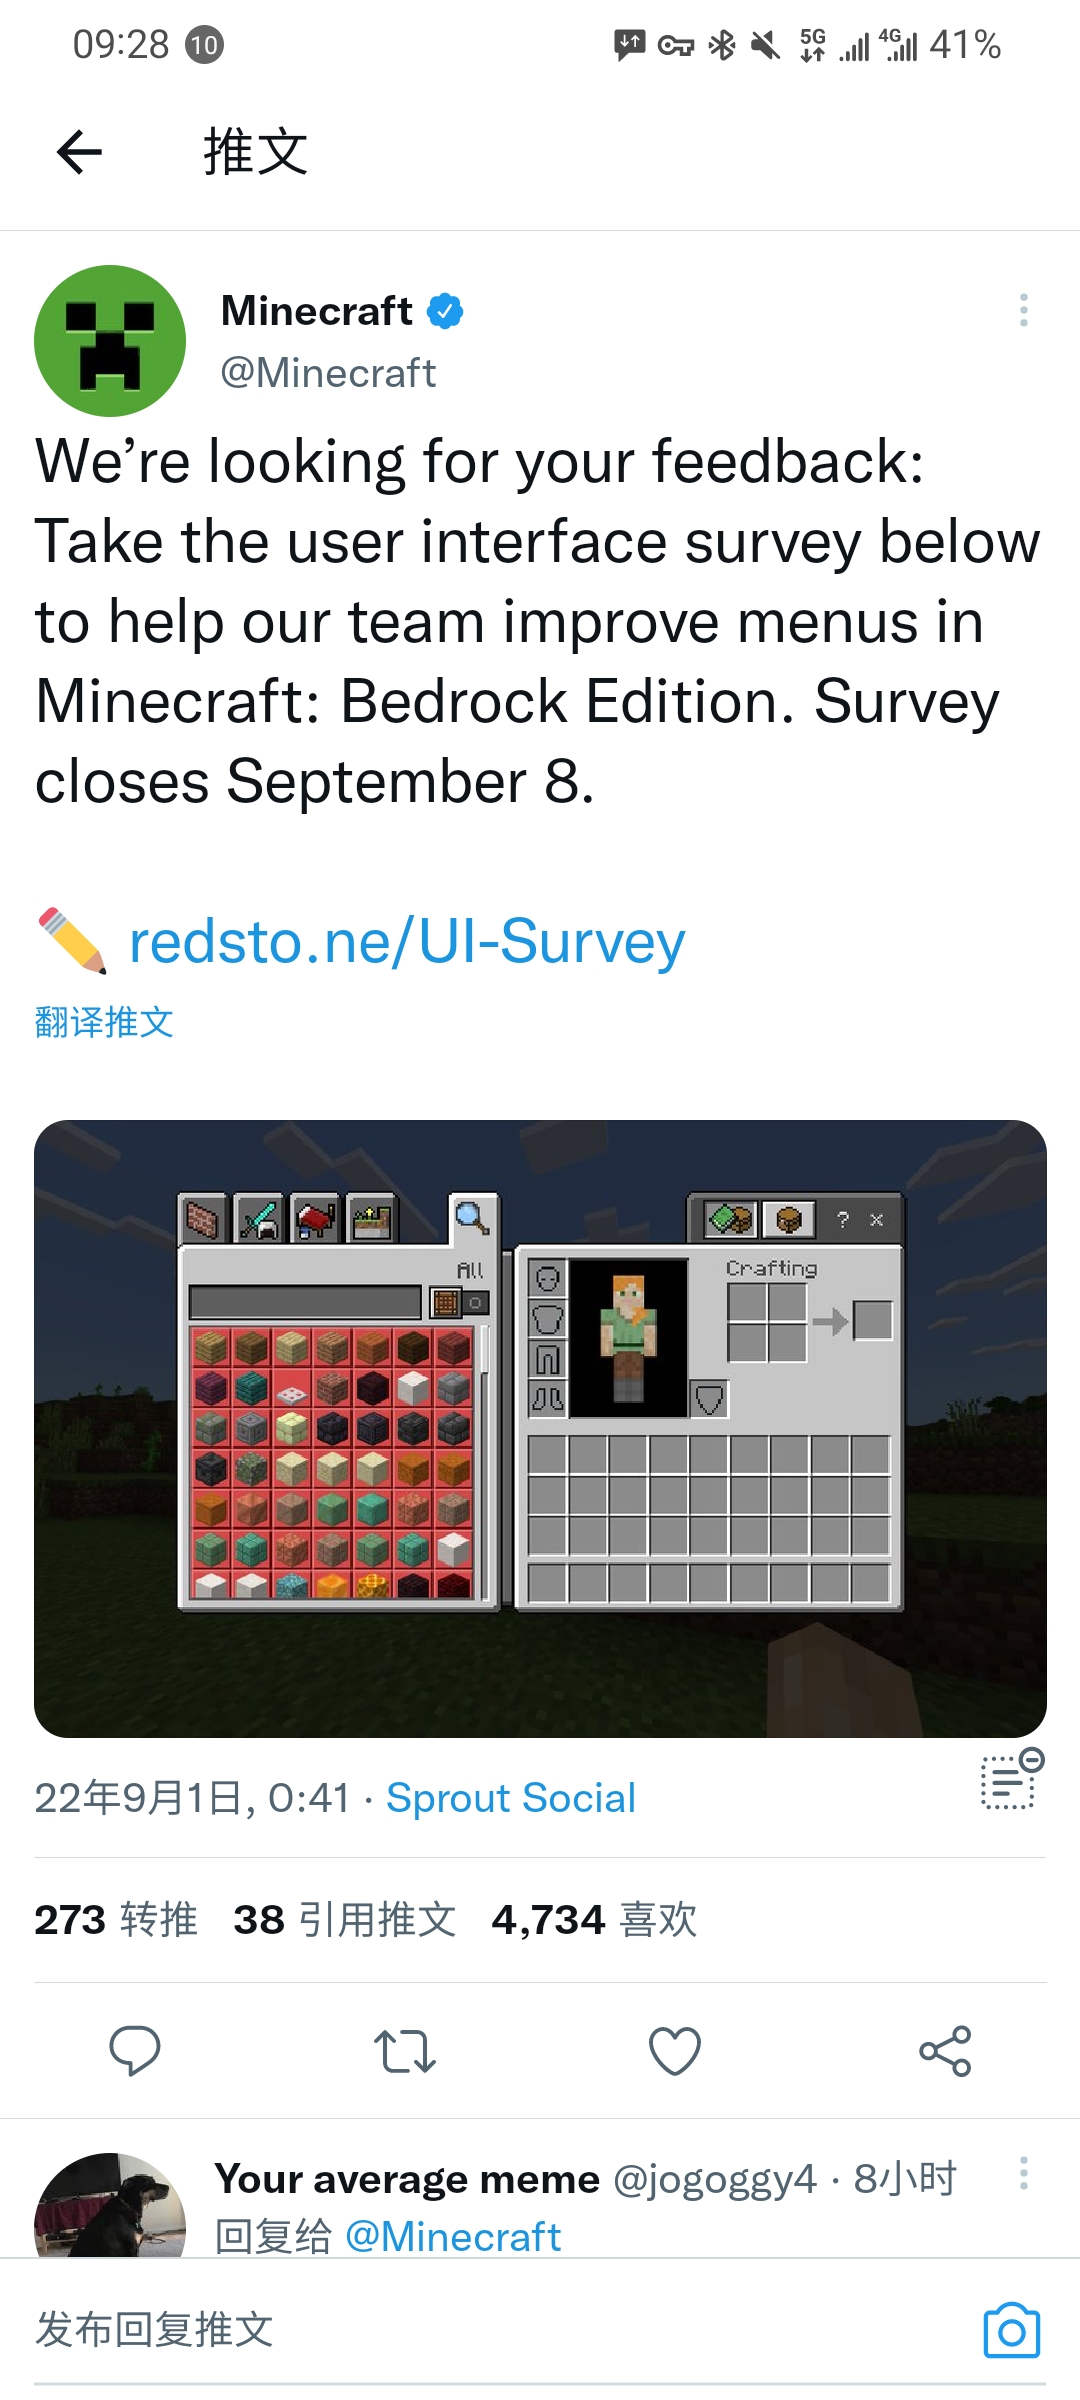 09:28 10 5G 4G 41%
推文
Minecraft
@Minecraft
We’re looking for your feedback:
Take the user interface survey below
to help our team improve menus in
Minecraft: Bedrock Edition. Survey
closes September 8.
redsto.ne/UI-Survey
翻译推文
? ×
All
Crafting
22年9月1日, 0:41 · Sprout Social
273 转推 38 引用推文 4,734 喜欢
Your average meme @jogoggy4 · 8小时
回复给 @Minecraft
发布回复推文